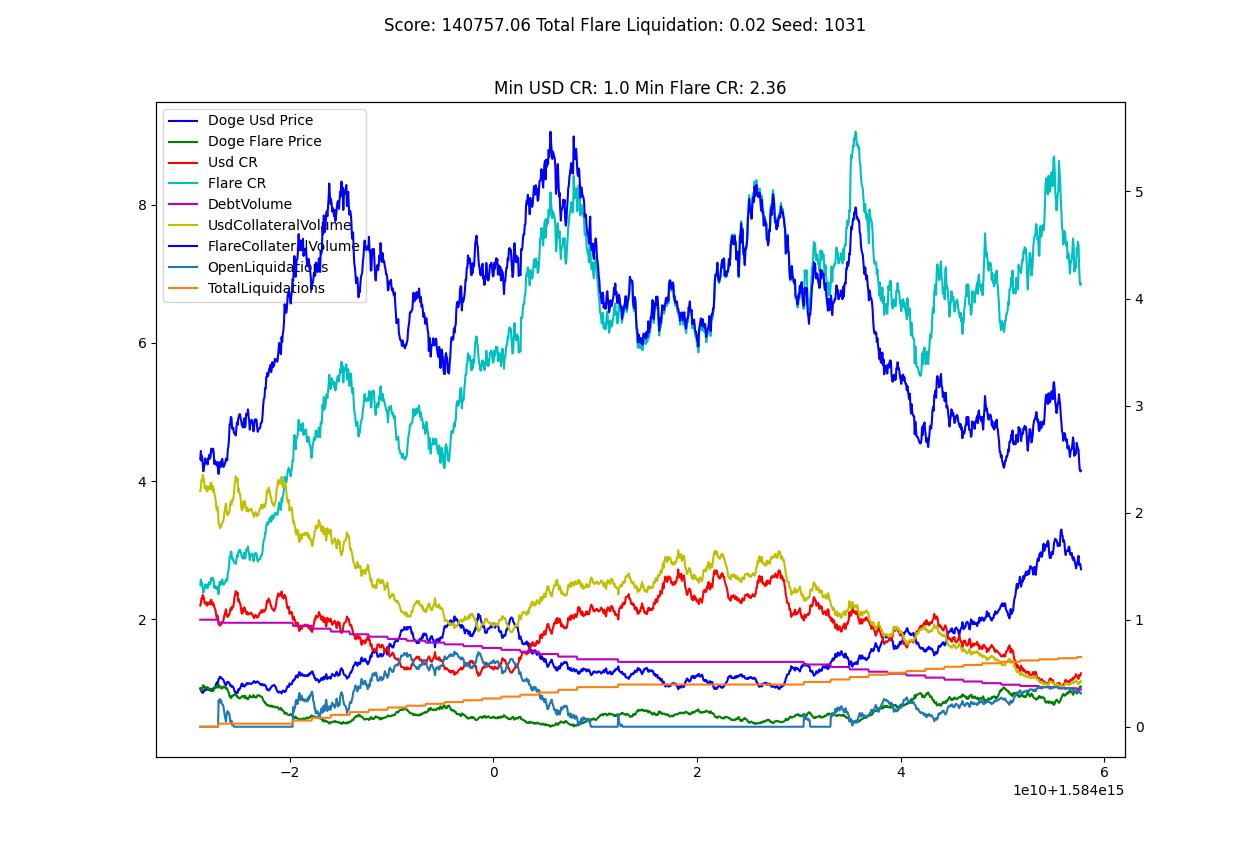 Score: 140757.06 Total Flare Liquidation: 0.02 Seed: 1031
Min USD CR: 1.0 Min Flare CR: 2.36
Doge Usd Price
Doge Flare Price
Usd CR
Flare CR
DebtVolume
UsdCollateralVolume
FlareCollateralVolume
OpenLiquidations
TotalLiquidations
8
6
4
2
5
4
3
2
1
0
−2
0
2
4
6
1e10+1.584e15